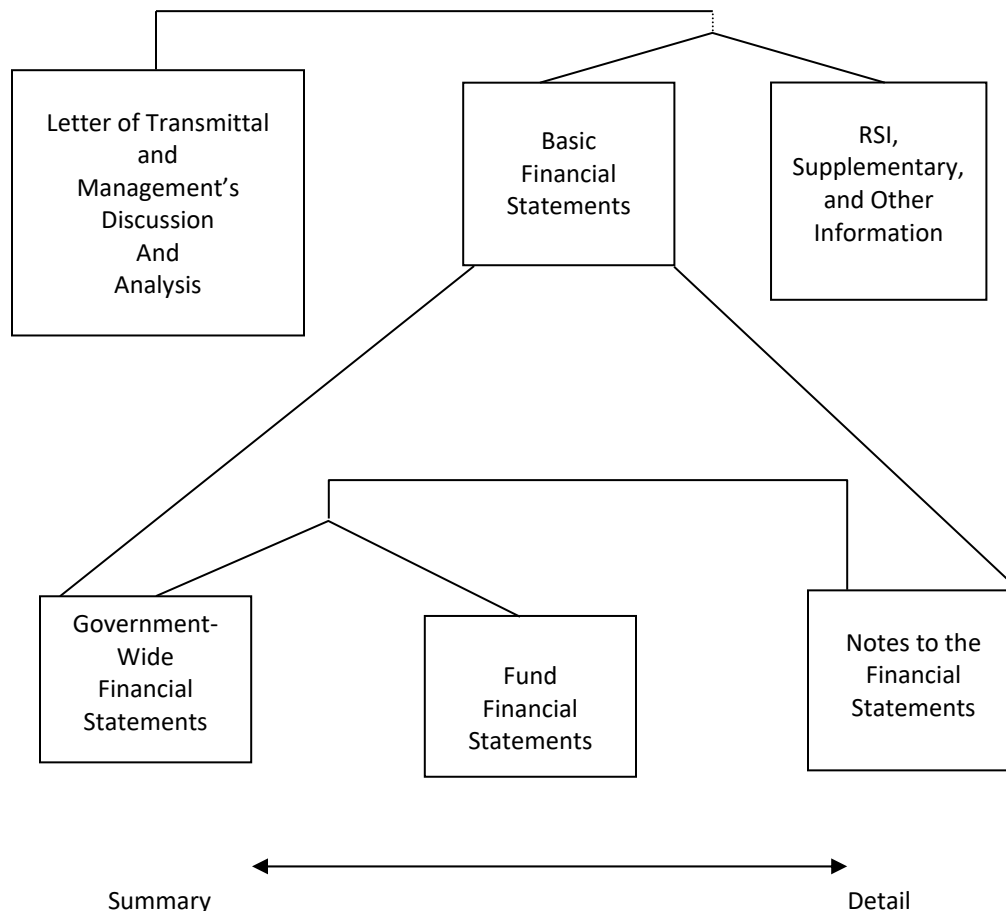 Letter of Transmittal
and
Management’s
Discussion
And
Analysis
Basic
Financial
Statements
RSI,
Supplementary,
and Other
Information
Government-
Wide
Financial
Statements
Fund
Financial
Statements
Notes to the
Financial
Statements
Summary
Detail